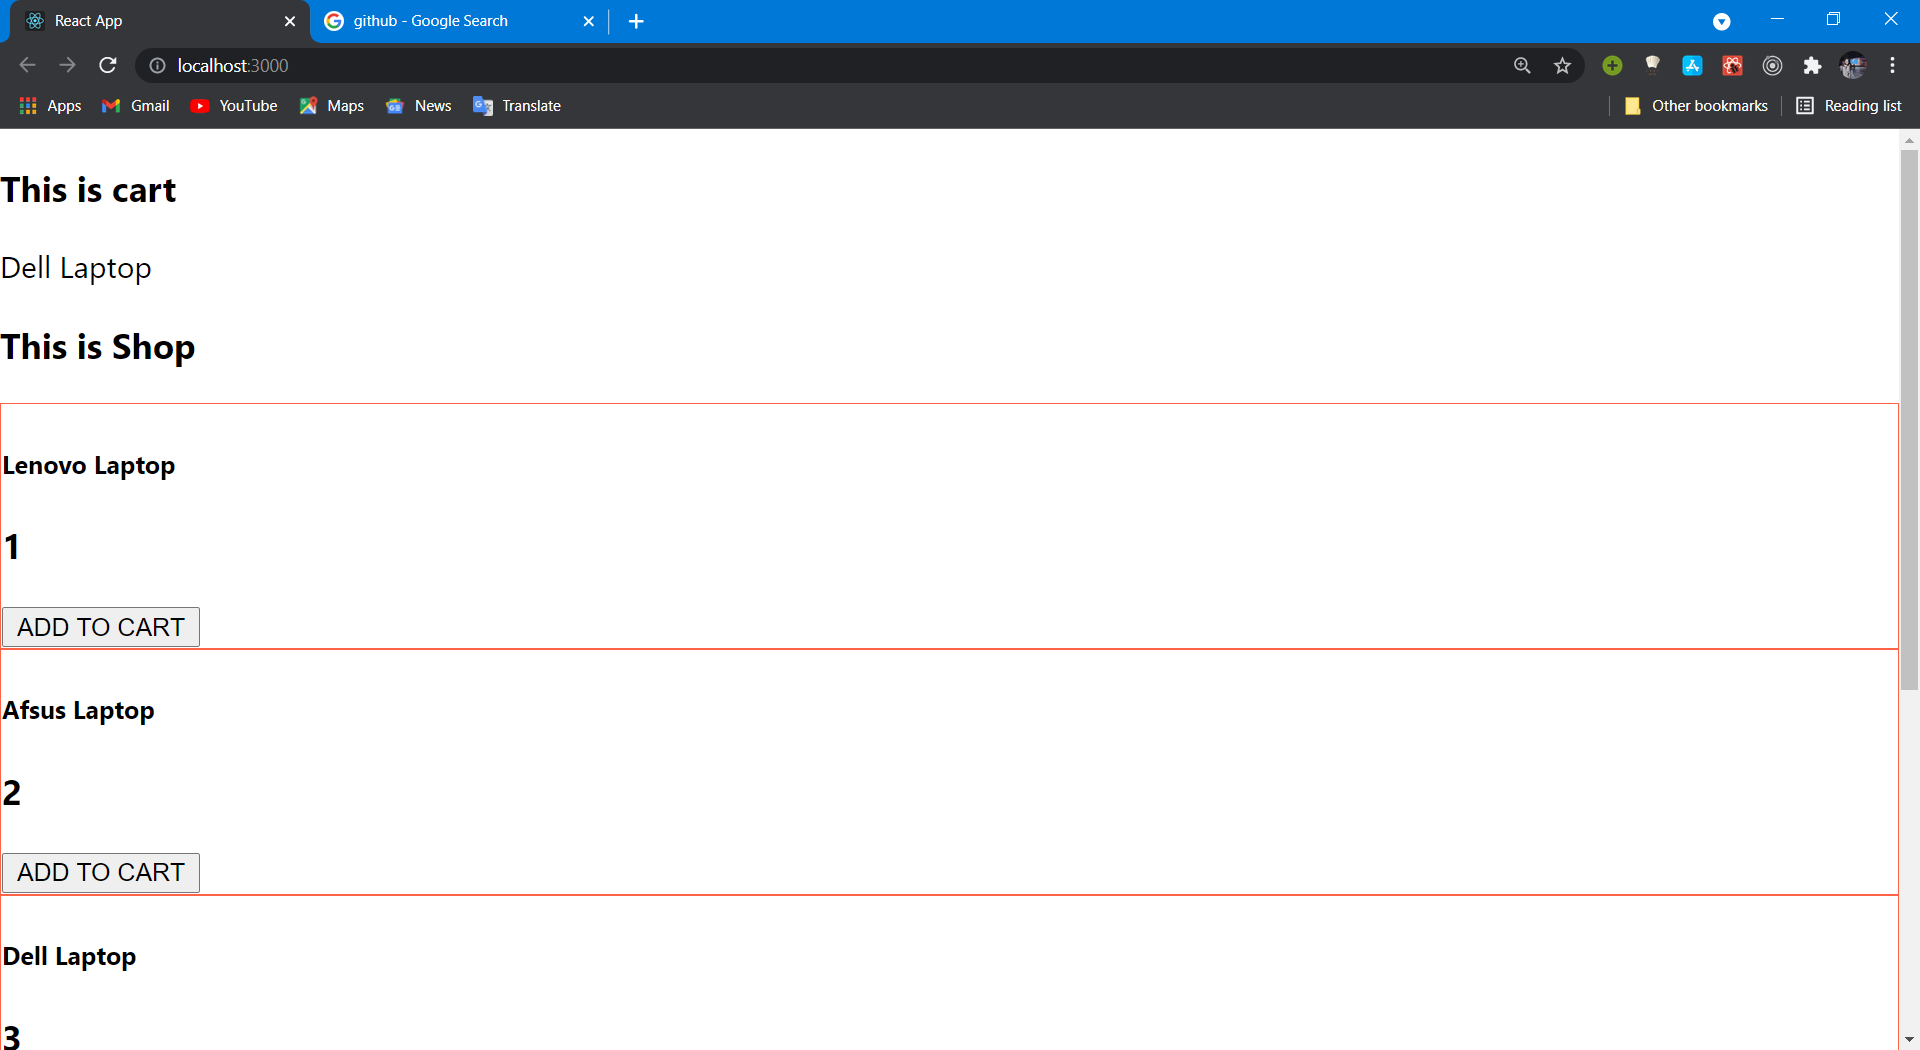 React App
github - Google Search
localhost:3000
Apps
Gmail
YouTube
Maps
News
Translate
Other bookmarks
Reading list
This is cart
Dell Laptop
This is Shop
Lenovo Laptop
1
ADD TO CART
Afsus Laptop
2
ADD TO CART
Dell Laptop
3